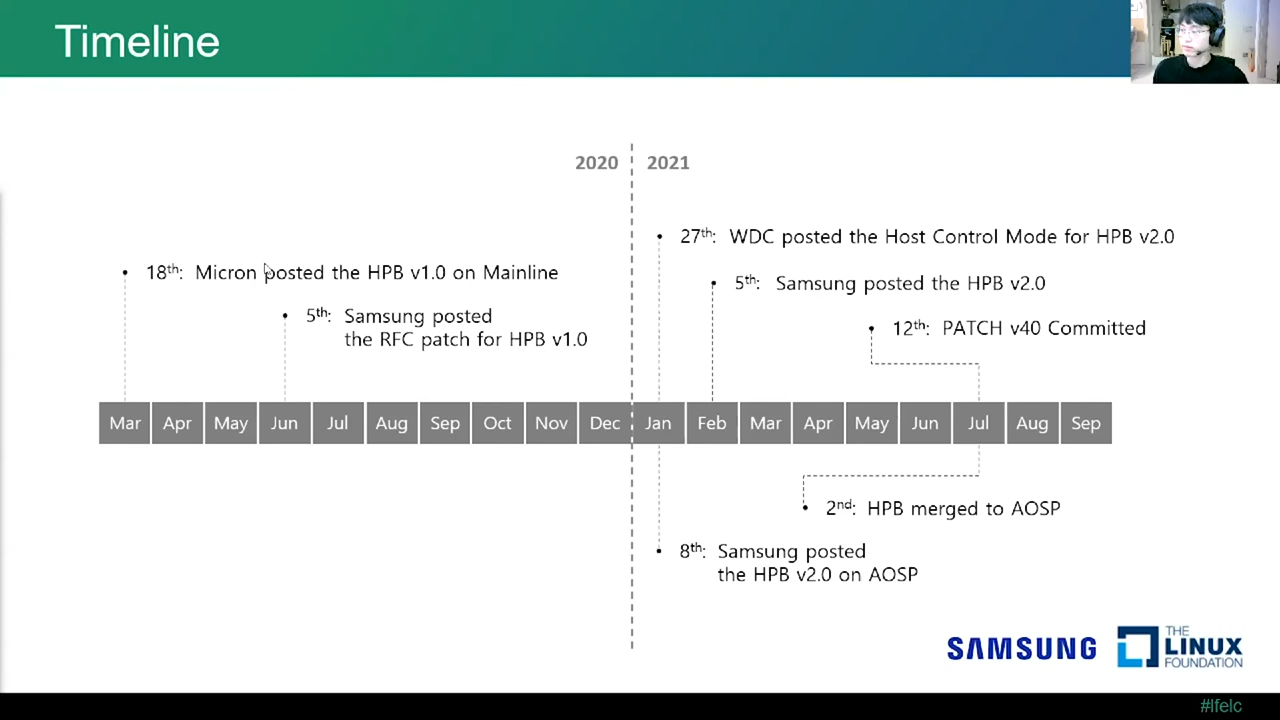 Timeline
2020
2021
27th: WDC posted the Host Control Mode for HPB v2.0
18th: Micron posted the HPB v1.0 on Mainline
5th: Samsung posted the HPB v2.0
5th: Samsung posted
the RFC patch for HPB v1.0
12th: PATCH v40 Committed
Mar Apr May Jun Jul Aug Sep Oct Nov Dec Jan Feb Mar Apr May Jun Jul Aug Sep
2nd: HPB merged to AOSP
8th: Samsung posted
the HPB v2.0 on AOSP
SAMSUNG
THE
LINUX
FOUNDATION
#lfelc